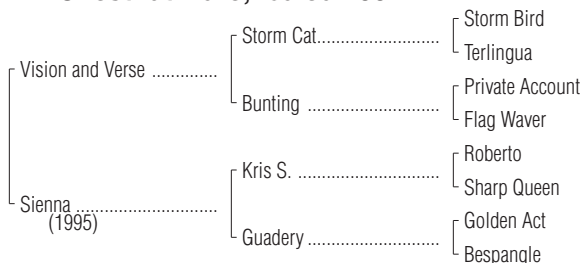 Storm Bird
Storm Cat..............................
Terlingua
Vision and Verse ................
Private Account
Bunting ................................
Flag Waver
Roberto
Kris S. ...................................
Sharp Queen
Sienna ...................................
(1995)
Golden Act
Guadery ................................
Bespangle